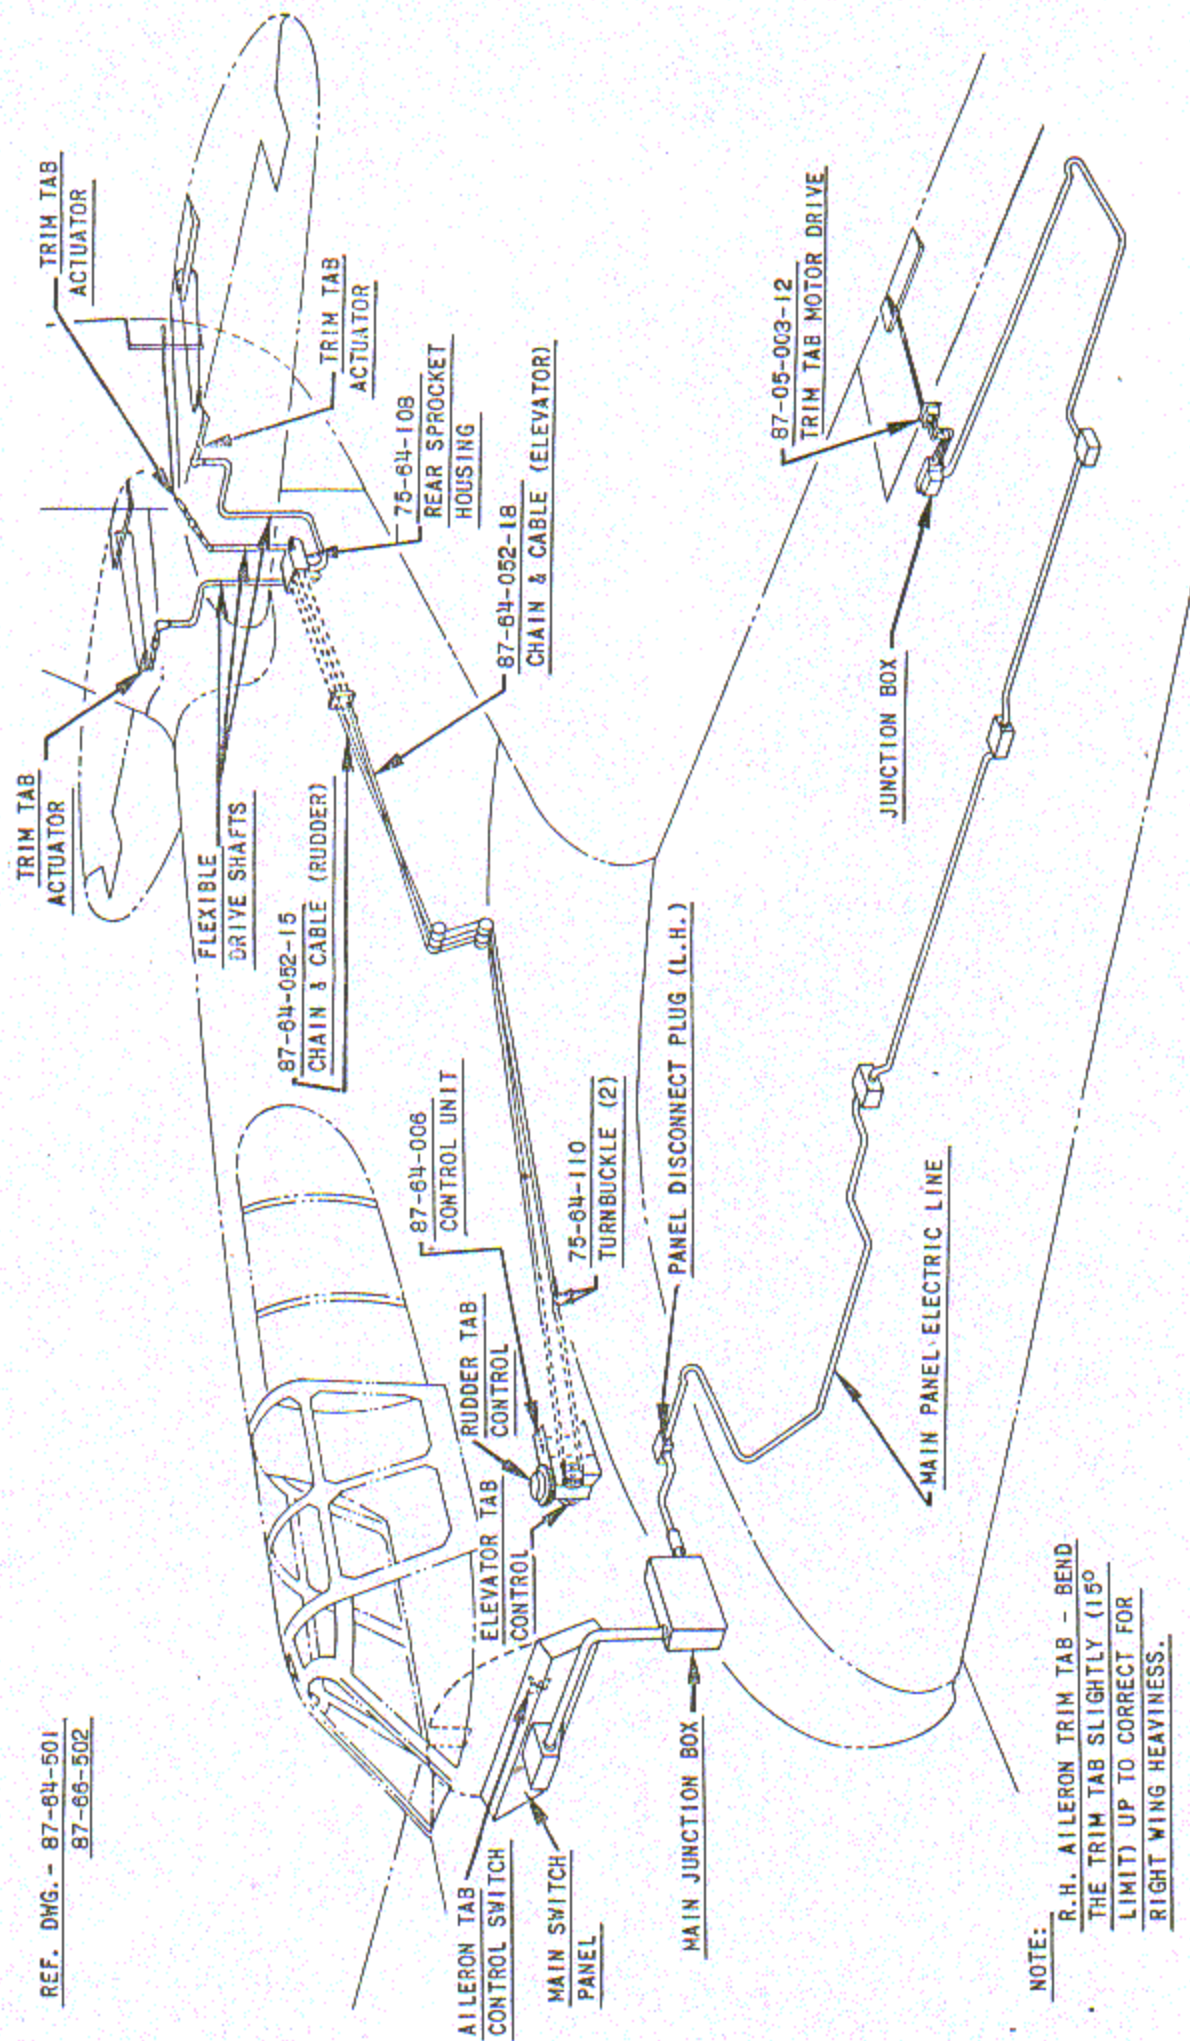 REF. DWG. - 87-64-501
87-66-502
TRIM TAB
ACTUATOR
FLEXIBLE
DRIVE SHAFTS
87-64-052-15
CHAIN & CABLE (RUDDER)
TRIM TAB
ACTUATOR
TRIM TAB
ACTUATOR
75-64-108
REAR SPROCKET
HOUSING
87-64-052-18
CHAIN & CABLE (ELEVATOR)
87-64-006
CONTROL UNIT
RUDDER TAB
CONTROL
ELEVATOR TAB
CONTROL
75-64-110
TURNBUCKLE (2)
PANEL DISCONNECT PLUG (L.H.)
87-05-003-12
TRIM TAB MOTOR DRIVE
JUNCTION BOX
AILERON TAB
CONTROL SWITCH
MAIN SWITCH
PANEL
MAIN JUNCTION BOX
MAIN PANEL ELECTRIC LINE
NOTE:
R.H. AILERON TRIM TAB - BEND
THE TRIM TAB SLIGHTLY (15°
LIMIT) UP TO CORRECT FOR
RIGHT WING HEAVINESS.